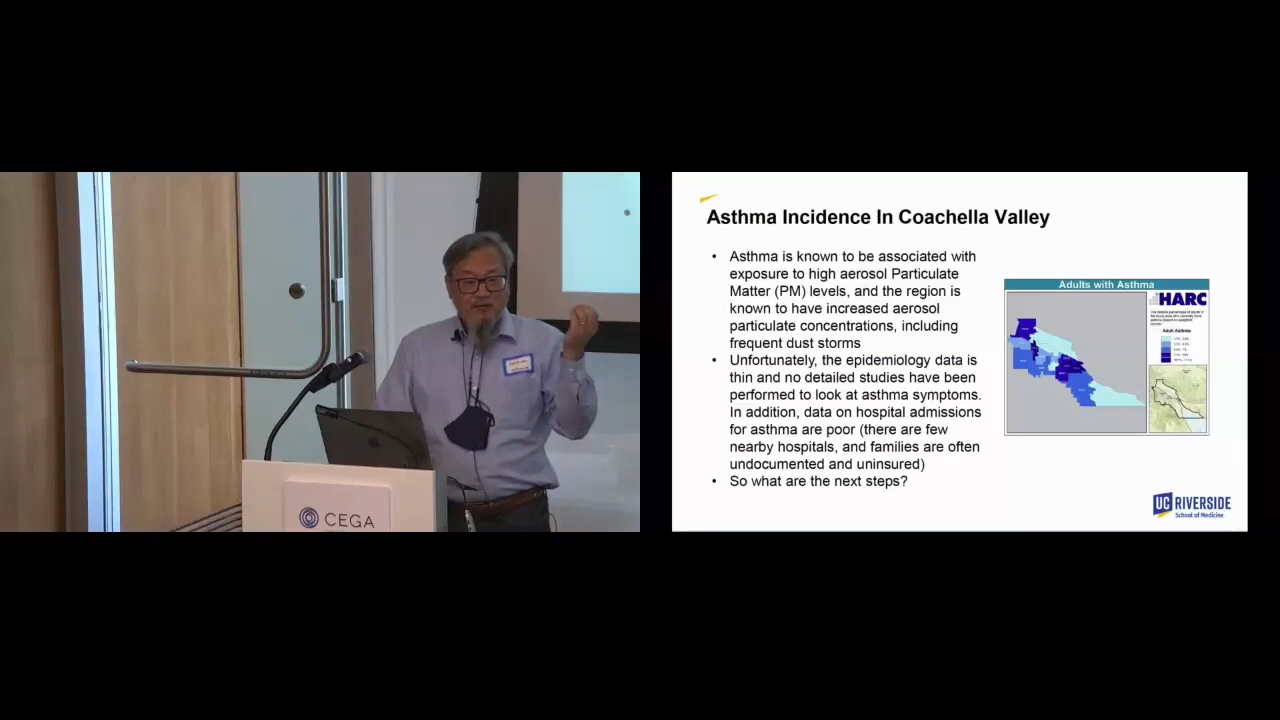 CEGA
Asthma Incidence In Coachella Valley
• Asthma is known to be associated with
exposure to high aerosol Particulate
Matter (PM) levels, and the region is
known to have increased aerosol
particulate concentrations, including
frequent dust storms
• Unfortunately, the epidemiology data is
thin and no detailed studies have been
performed to look at asthma symptoms.
In addition, data on hospital admissions
for asthma are poor (there are few
nearby hospitals, and families are often
undocumented and uninsured)
• So what are the next steps?
Adults with Asthma
HARC
Adult Asthma
UC RIVERSIDE
School of Medicine